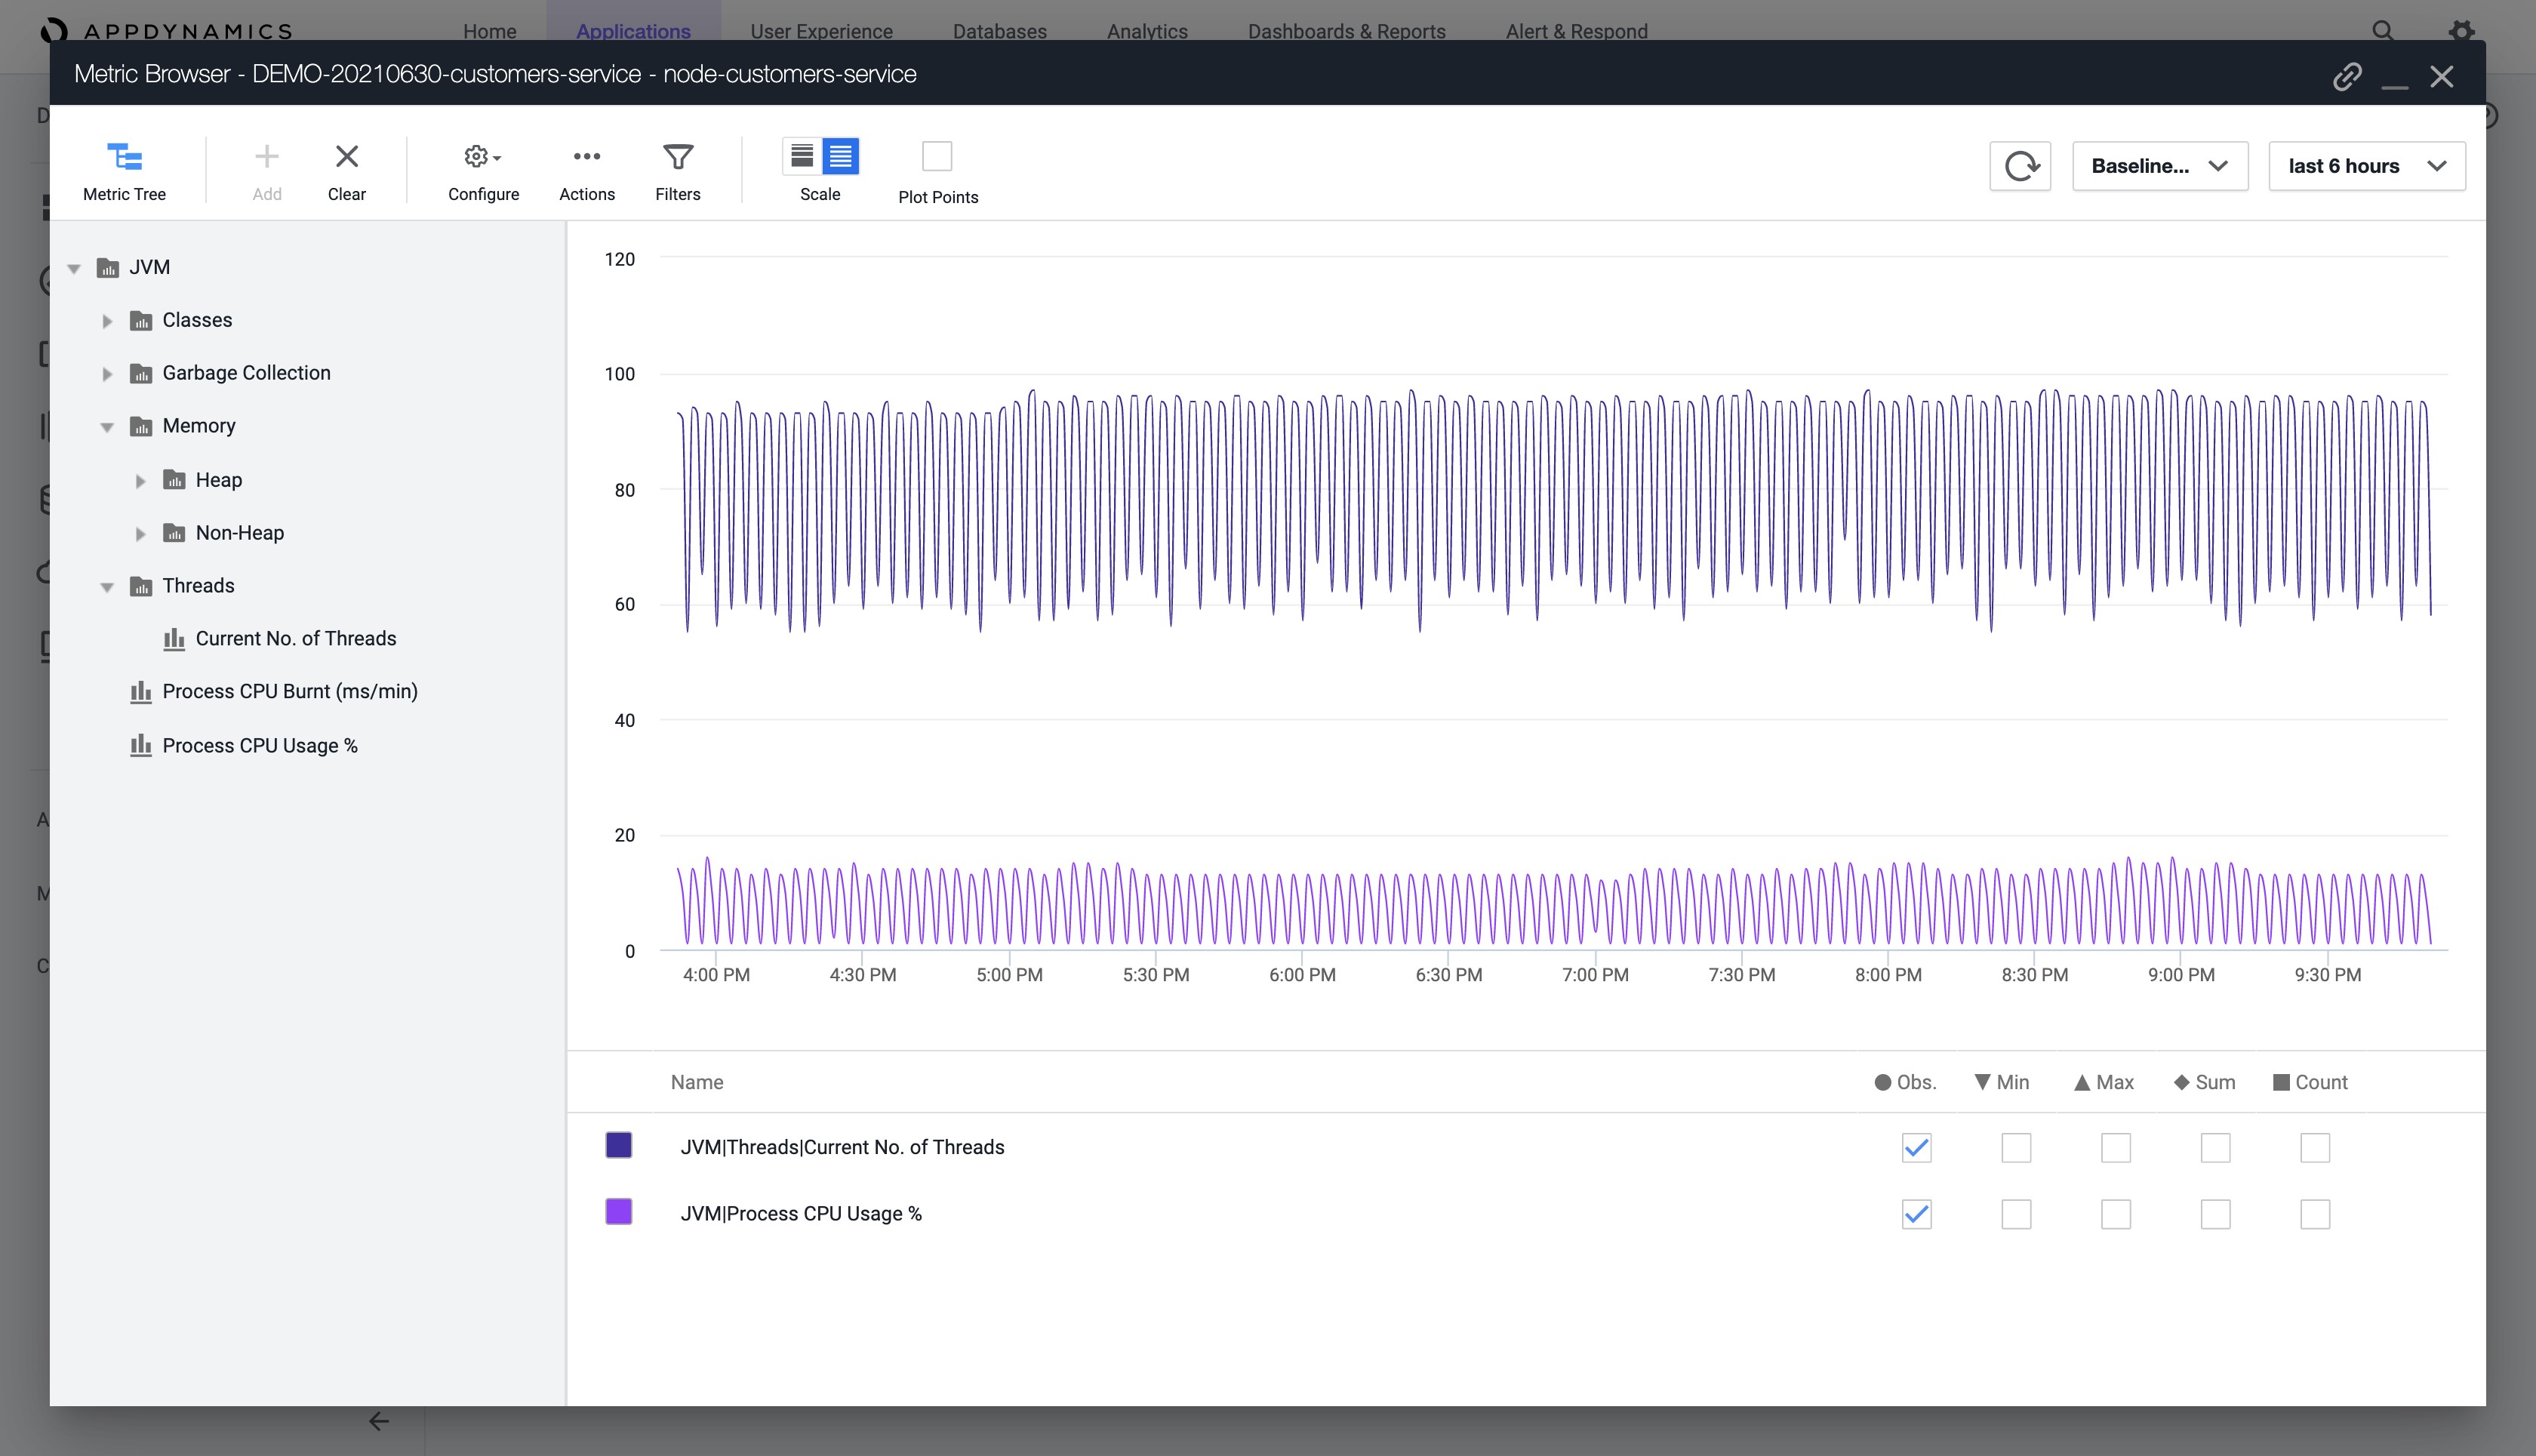 APPDYNAMICS Home Applications User Experience Databases Analytics Dashboards & Reports Alert & Respond
Metric Browser - DEMO-20210630-customers-service - node-customers-service
Metric Tree Add Clear Configure Actions Filters Scale Plot Points
Baseline... last 6 hours
JVM
Classes
Garbage Collection
Memory
Heap
Non-Heap
Threads
Current No. of Threads
Process CPU Burnt (ms/min)
Process CPU Usage %
120
100
80
60
40
20
0
4:00 PM 4:30 PM 5:00 PM 5:30 PM 6:00 PM 6:30 PM 7:00 PM 7:30 PM 8:00 PM 8:30 PM 9:00 PM 9:30 PM
Name Obs. Min Max Sum Count
JVM|Threads|Current No. of Threads
JVM|Process CPU Usage %